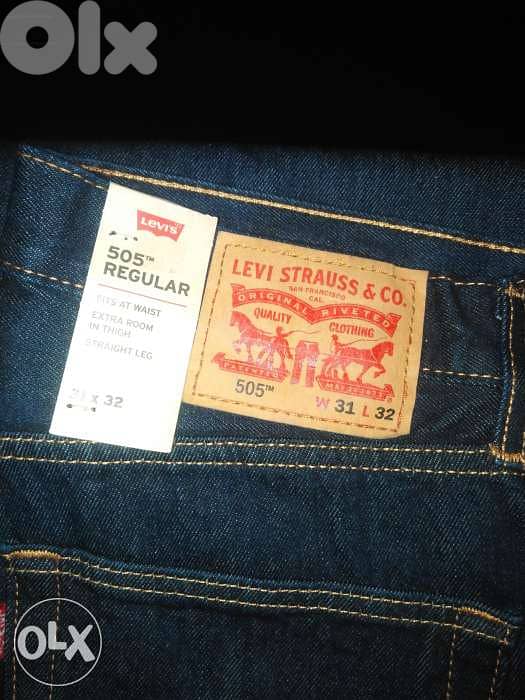 OLX
Levi's
505™
REGULAR
FITS AT WAIST
EXTRA ROOM
IN THIGH
STRAIGHT LEG
31 x 32
LEVI STRAUSS & CO.
SAN FRANCISCO
CAL.
ORIGINAL RIVETED
QUALITY CLOTHING
505™ W 31 L 32
OLX